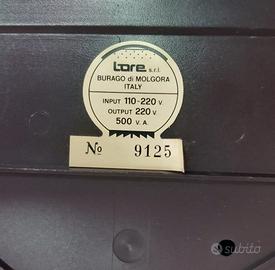 Lore s.r.l.
BURAGO di MOLGORA
ITALY
INPUT 110-220 V.
OUTPUT 220 V.
500 V.A.
No 9125
subito